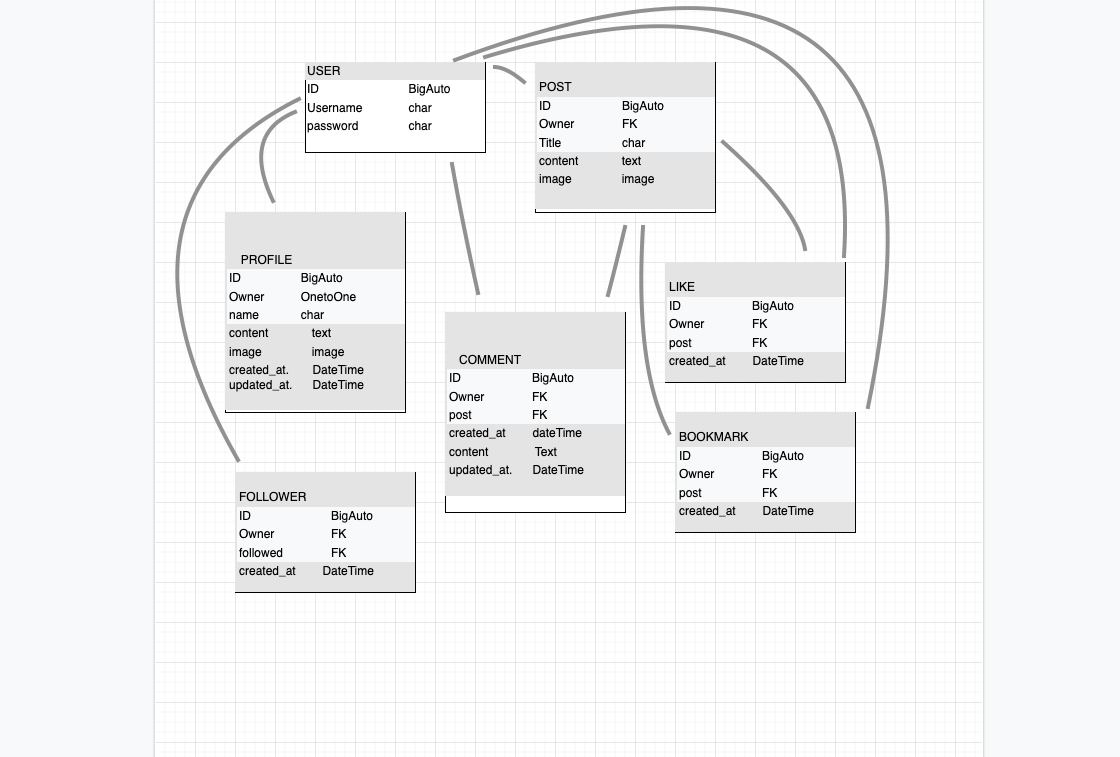 USER
ID BigAuto
Username char
password char
POST
ID BigAuto
Owner FK
Title char
content text
image image
PROFILE
ID BigAuto
Owner OnetoOne
name char
content text
image image
created_at. DateTime
updated_at. DateTime
COMMENT
ID BigAuto
Owner FK
post FK
created_at dateTime
content Text
updated_at. DateTime
LIKE
ID BigAuto
Owner FK
post FK
created_at DateTime
BOOKMARK
ID BigAuto
Owner FK
post FK
created_at DateTime
FOLLOWER
ID BigAuto
Owner FK
followed FK
created_at DateTime